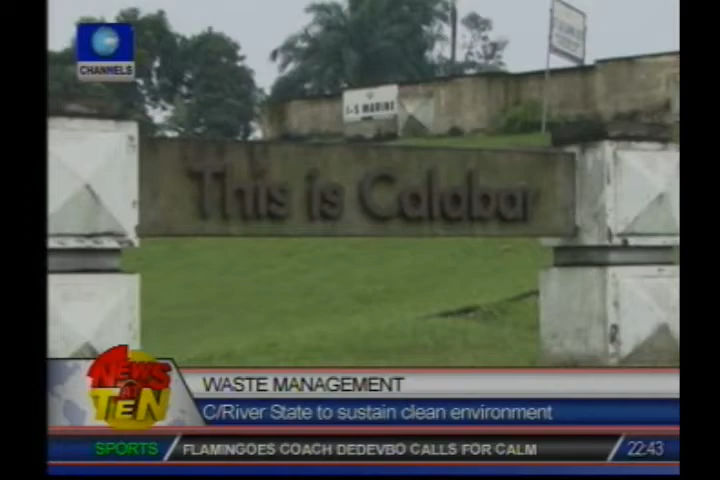 CHANNELS
MARINE
This is Calabar
NEWS
AT
TEN
WASTE MANAGEMENT
C/River State to sustain clean environment
SPORTS
FLAMINGOES COACH DEDEVBO CALLS FOR CALM
22:43